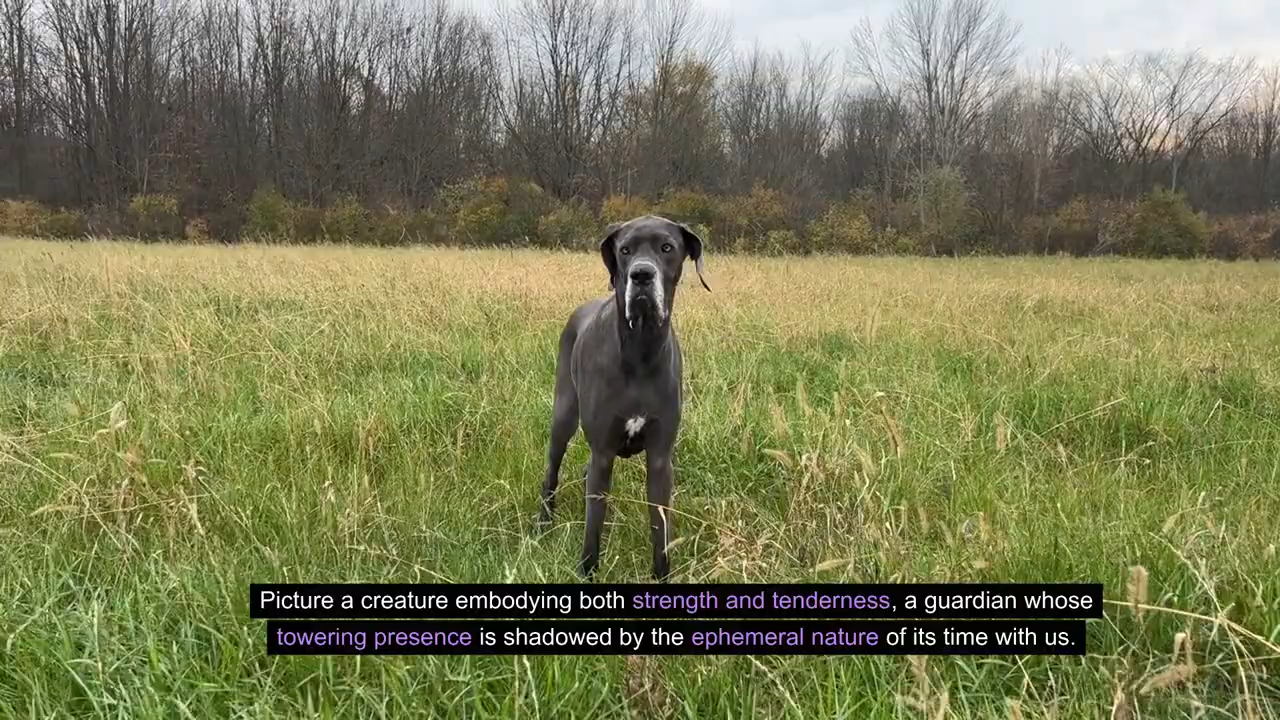 Picture a creature embodying both strength and tenderness, a guardian whose
towering presence is shadowed by the ephemeral nature of its time with us.